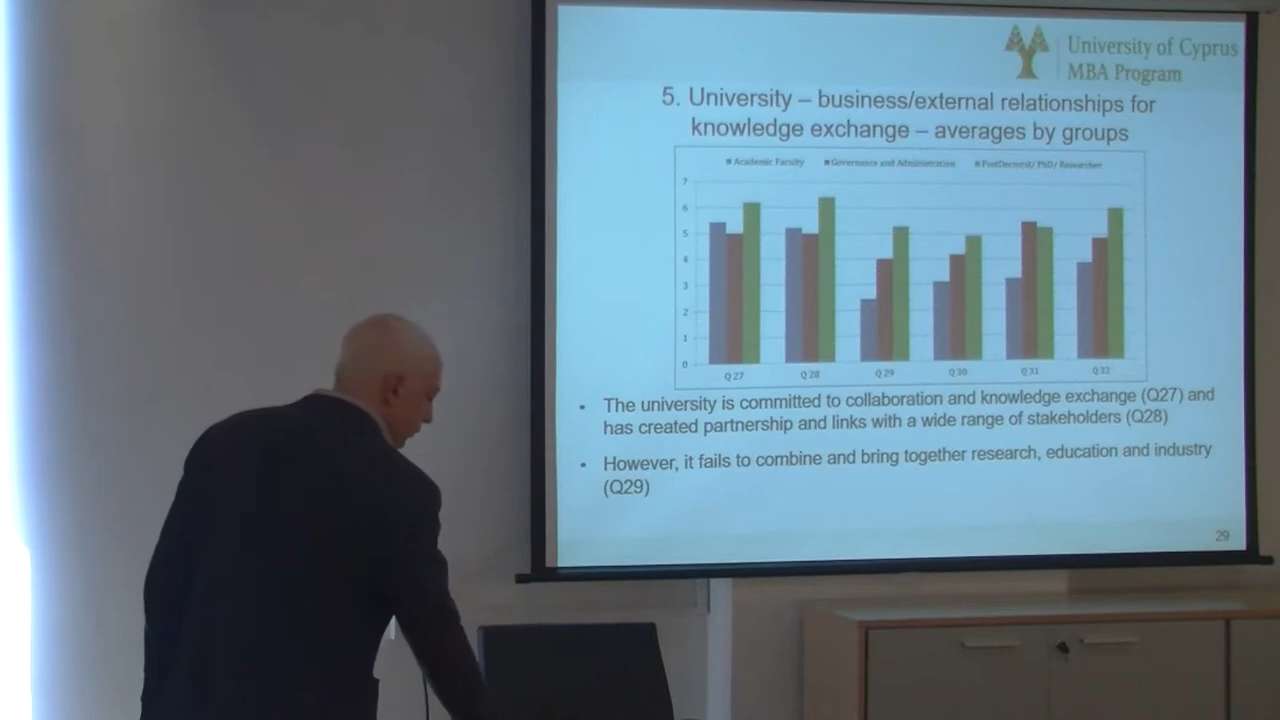 University of Cyprus
MBA Program
5. University – business/external relationships for
knowledge exchange – averages by groups
Academic Faculty Governance and Administration PostDoctoral/ PhD/ Researcher
7
6
5
4
3
2
1
0
Q 27 Q 28 Q 29 Q 30 Q 31 Q 32
• The university is committed to collaboration and knowledge exchange (Q27) and
has created partnership and links with a wide range of stakeholders (Q28)
• However, it fails to combine and bring together research, education and industry
(Q29)
29